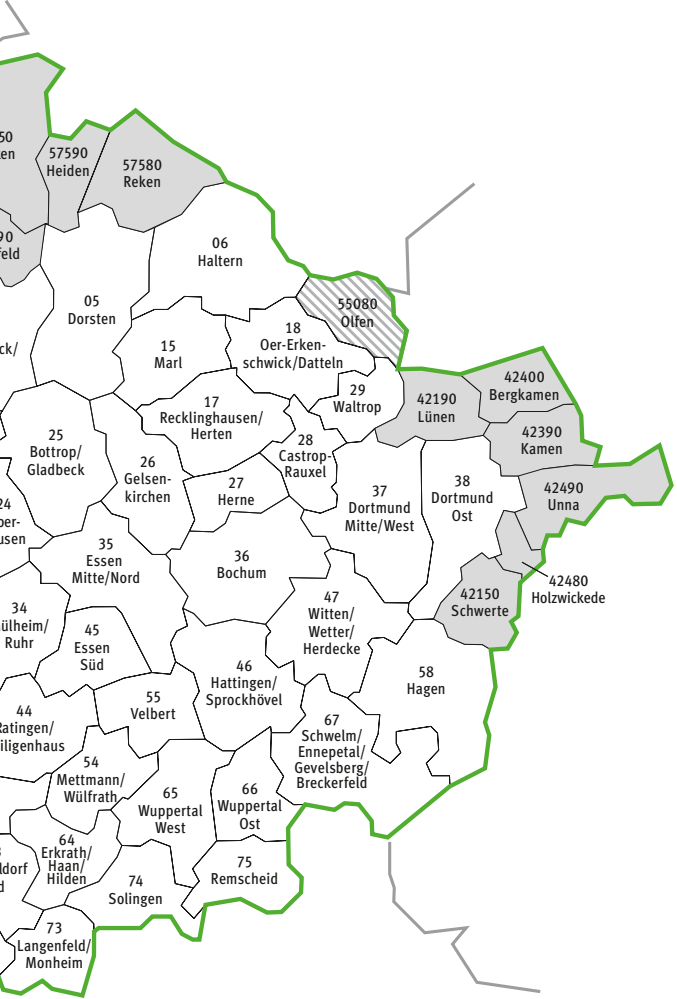 50
57590
Heiden
57580
Reken
06
Haltern
05
Dorsten
55080
Olfen
15
Marl
18
Oer-Erken-
schwick/Datteln
29
Waltrop
17
Recklinghausen/
Herten
42190
Lünen
42400
Bergkamen
42390
Kamen
42490
Unna
25
Bottrop/
Gladbeck
26
Gelsen-
kirchen
28
Castrop-
Rauxel
27
Herne
37
Dortmund
Mitte/West
38
Dortmund
Ost
35
Essen
Mitte/Nord
36
Bochum
42480
Holzwickede
42150
Schwerte
34
ülheim/
Ruhr
45
Essen
Süd
47
Witten/
Wetter/
Herdecke
46
Hattingen/
Sprockhövel
58
Hagen
44
Ratingen/
iligenhaus
55
Velbert
67
Schwelm/
Ennepetal/
Gevelsberg/
Breckerfeld
54
Mettmann/
Wülfrath
65
Wuppertal
West
66
Wuppertal
Ost
64
Erkrath/
Haan/
Hilden
74
Solingen
75
Remscheid
73
Langenfeld/
Monheim